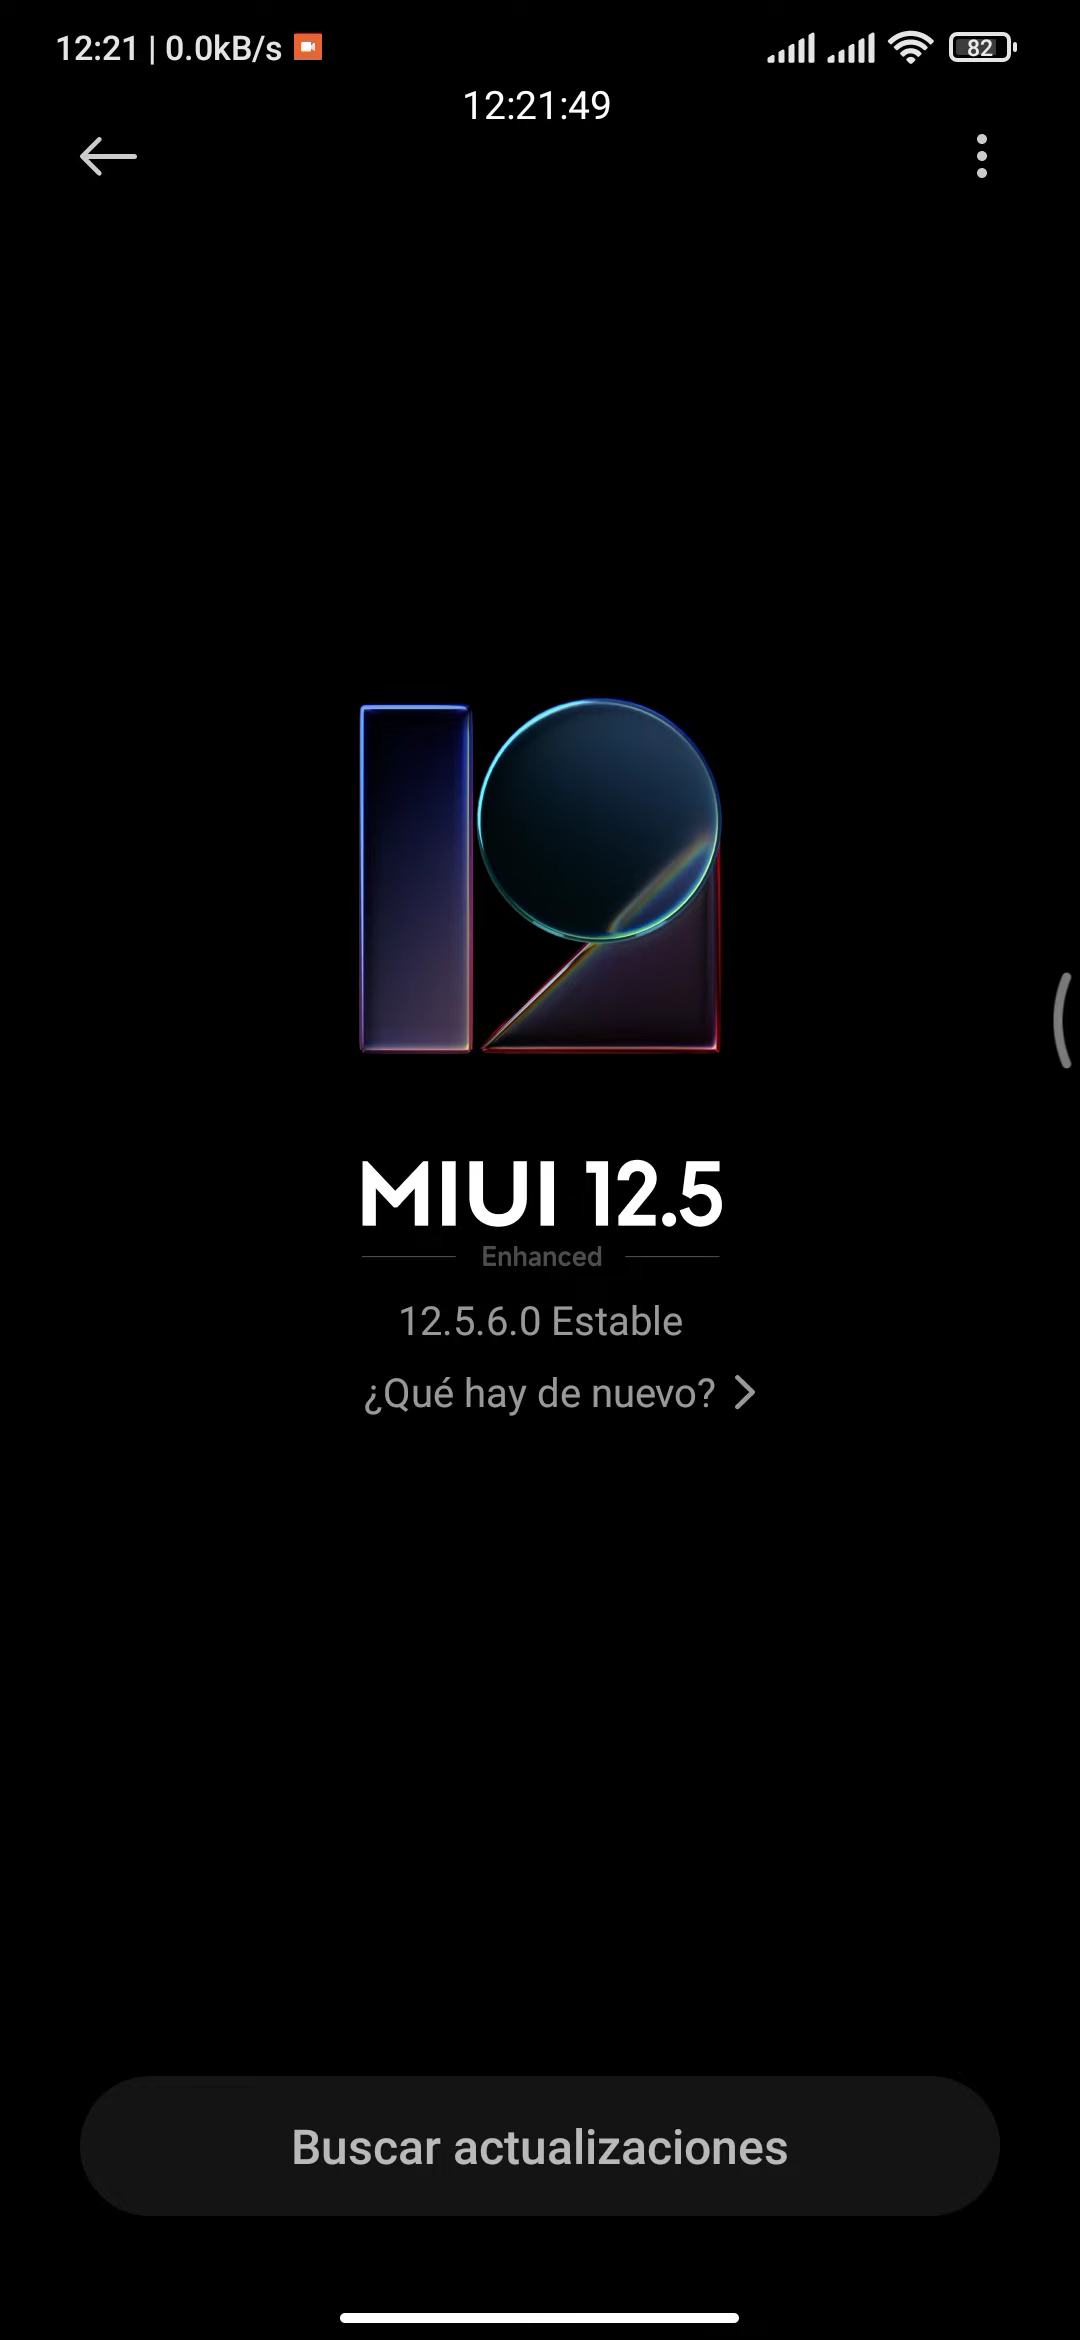 12:21 | 0.0kB/s
82
12:21:49
MIUI 12.5
Enhanced
12.5.6.0 Estable
¿Qué hay de nuevo?
Buscar actualizaciones